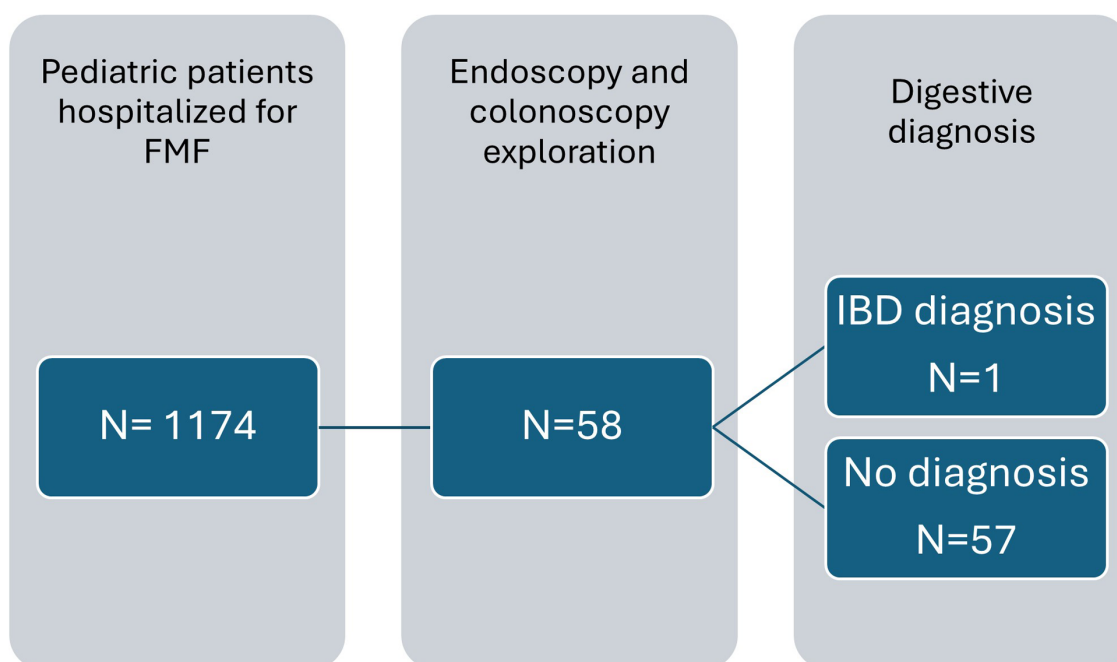 Pediatric patients
hospitalized for
FMF
N= 1174
Endoscopy and
colonoscopy
exploration
N=58
Digestive
diagnosis
IBD diagnosis
N=1
No diagnosis
N=57